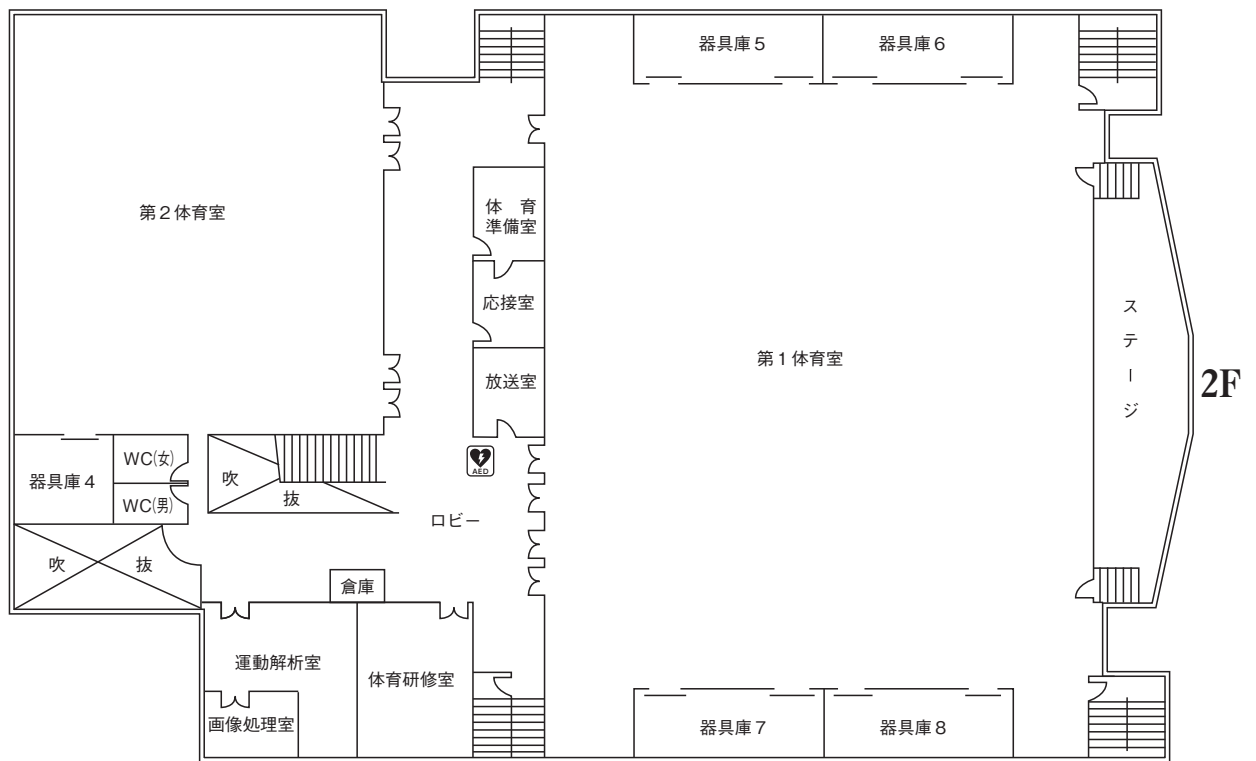 器具庫5
器具庫6
第2体育室
体 育
準備室
応接室
ステージ
第1体育室
放送室
2F
WC(女)
器具庫4
WC(男)
吹
抜
AED
ロビー
吹
抜
倉庫
運動解析室
体育研修室
画像処理室
器具庫7
器具庫8